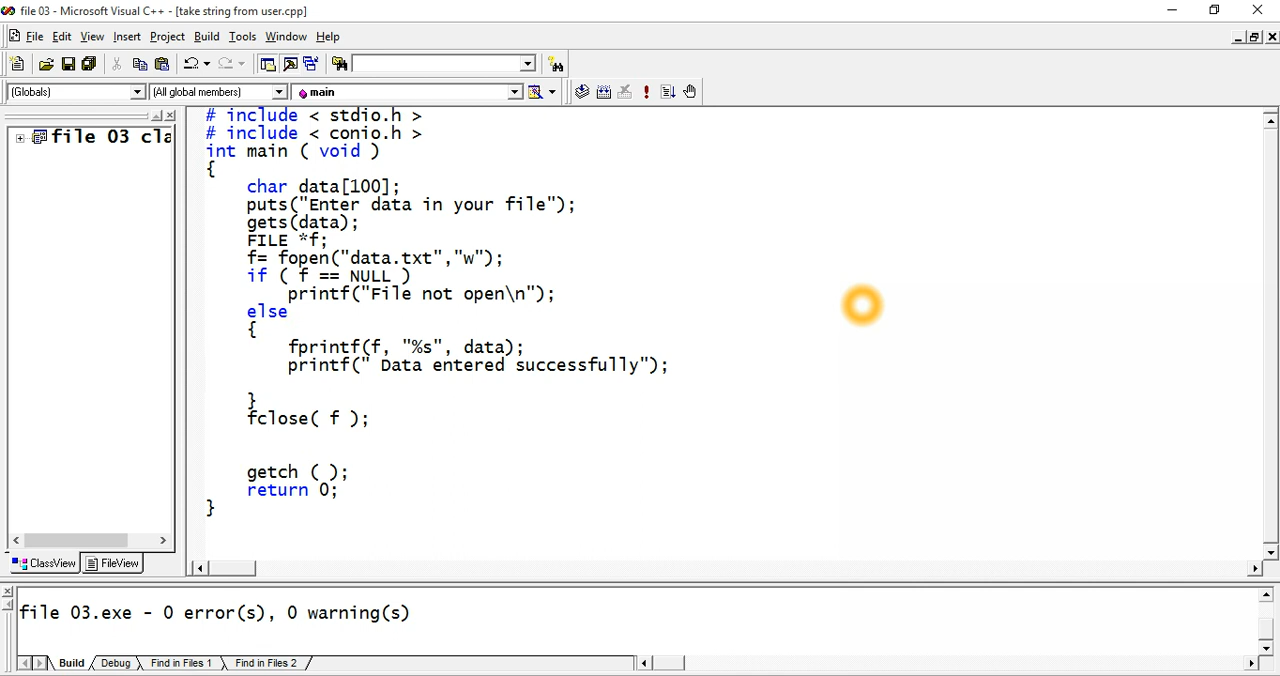 file 03 - Microsoft Visual C++ - [take string from user.cpp]
File Edit View Insert Project Build Tools Window Help
(Globals) (All global members) main
file 03 cla
# include < stdio.h >
# include < conio.h >
int main ( void )
{
char data[100];
puts("Enter data in your file");
gets(data);
FILE *f;
f= fopen("data.txt","w");
if ( f == NULL )
printf("File not open\n");
else
{
fprintf(f, "%s", data);
printf(" Data entered successfully");
}
fclose( f );
getch ( );
return 0;
}
ClassView FileView
file 03.exe - 0 error(s), 0 warning(s)
Build Debug Find in Files 1 Find in Files 2